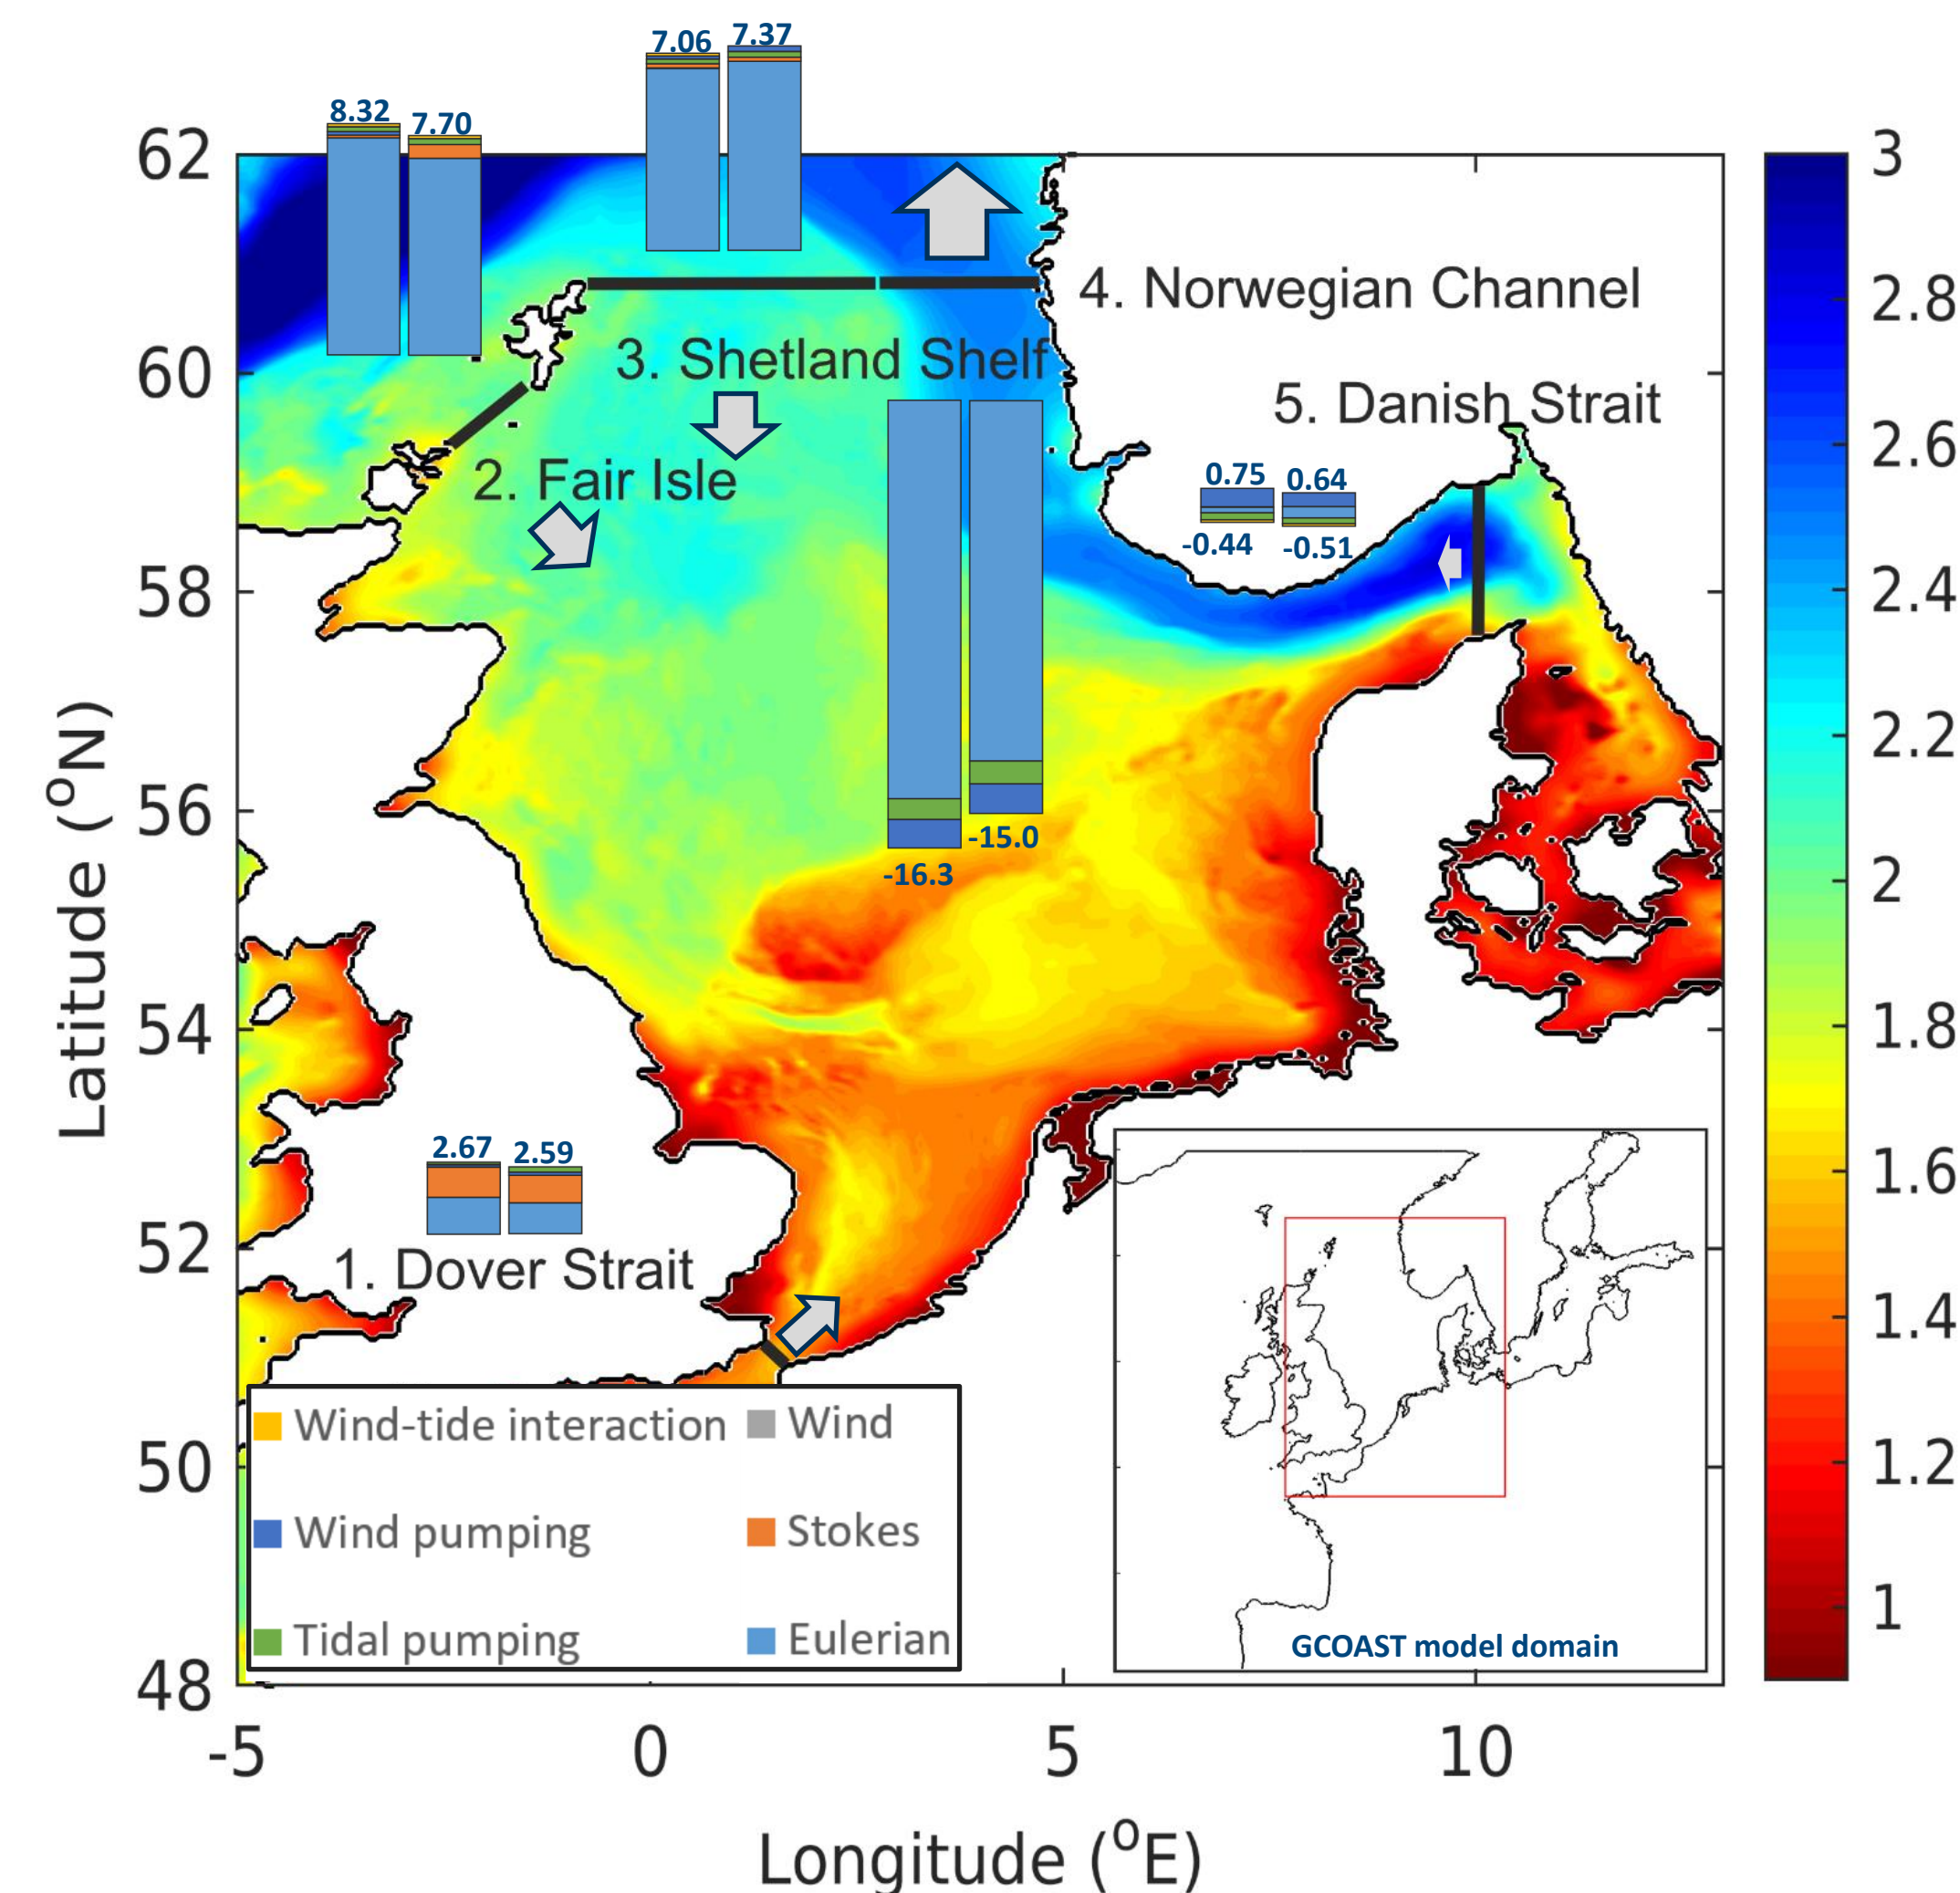 7.06 7.37
8.32 7.70
62
60
58
56
54
52
50
48
Latitude (°N)
4. Norwegian Channel
3. Shetland Shelf
5. Danish Strait
2. Fair Isle
0.75 0.64
-0.44 -0.51
-15.0
-16.3
2.67 2.59
1. Dover Strait
Wind-tide interaction Wind
Wind pumping Stokes
Tidal pumping Eulerian
GCOAST model domain
-5 0 5 10
Longitude (°E)
3
2.8
2.6
2.4
2.2
2
1.8
1.6
1.4
1.2
1